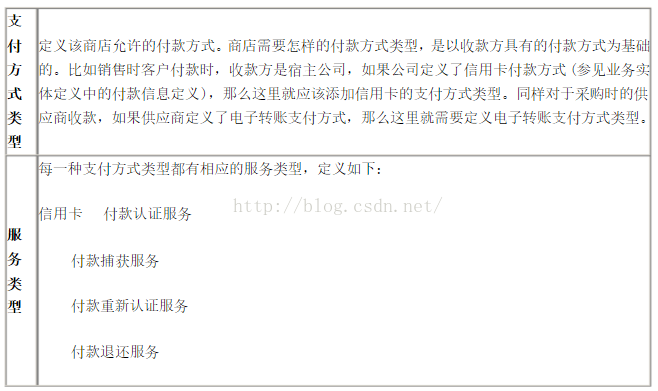 支
付
方
式
类
型
定义该商店允许的付款方式。商店需要怎样的付款方式类型，是以收款方具有的付款方式为基础
的。比如销售时客户付款时，收款方是宿主公司，如果公司定义了信用卡付款方式(参见业务实
体定义中的付款信息定义)，那么这里就应该添加信用卡的支付方式类型。同样对于采购时的供
应商收款，如果供应商定义了电子转账支付方式，那么这里就需要定义电子转账支付方式类型。
服
务
类
型
每一种支付方式类型都有相应的服务类型，定义如下：
信用卡 付款认证服务
http://blog.csdn.net/
付款捕获服务
付款重新认证服务
付款退还服务